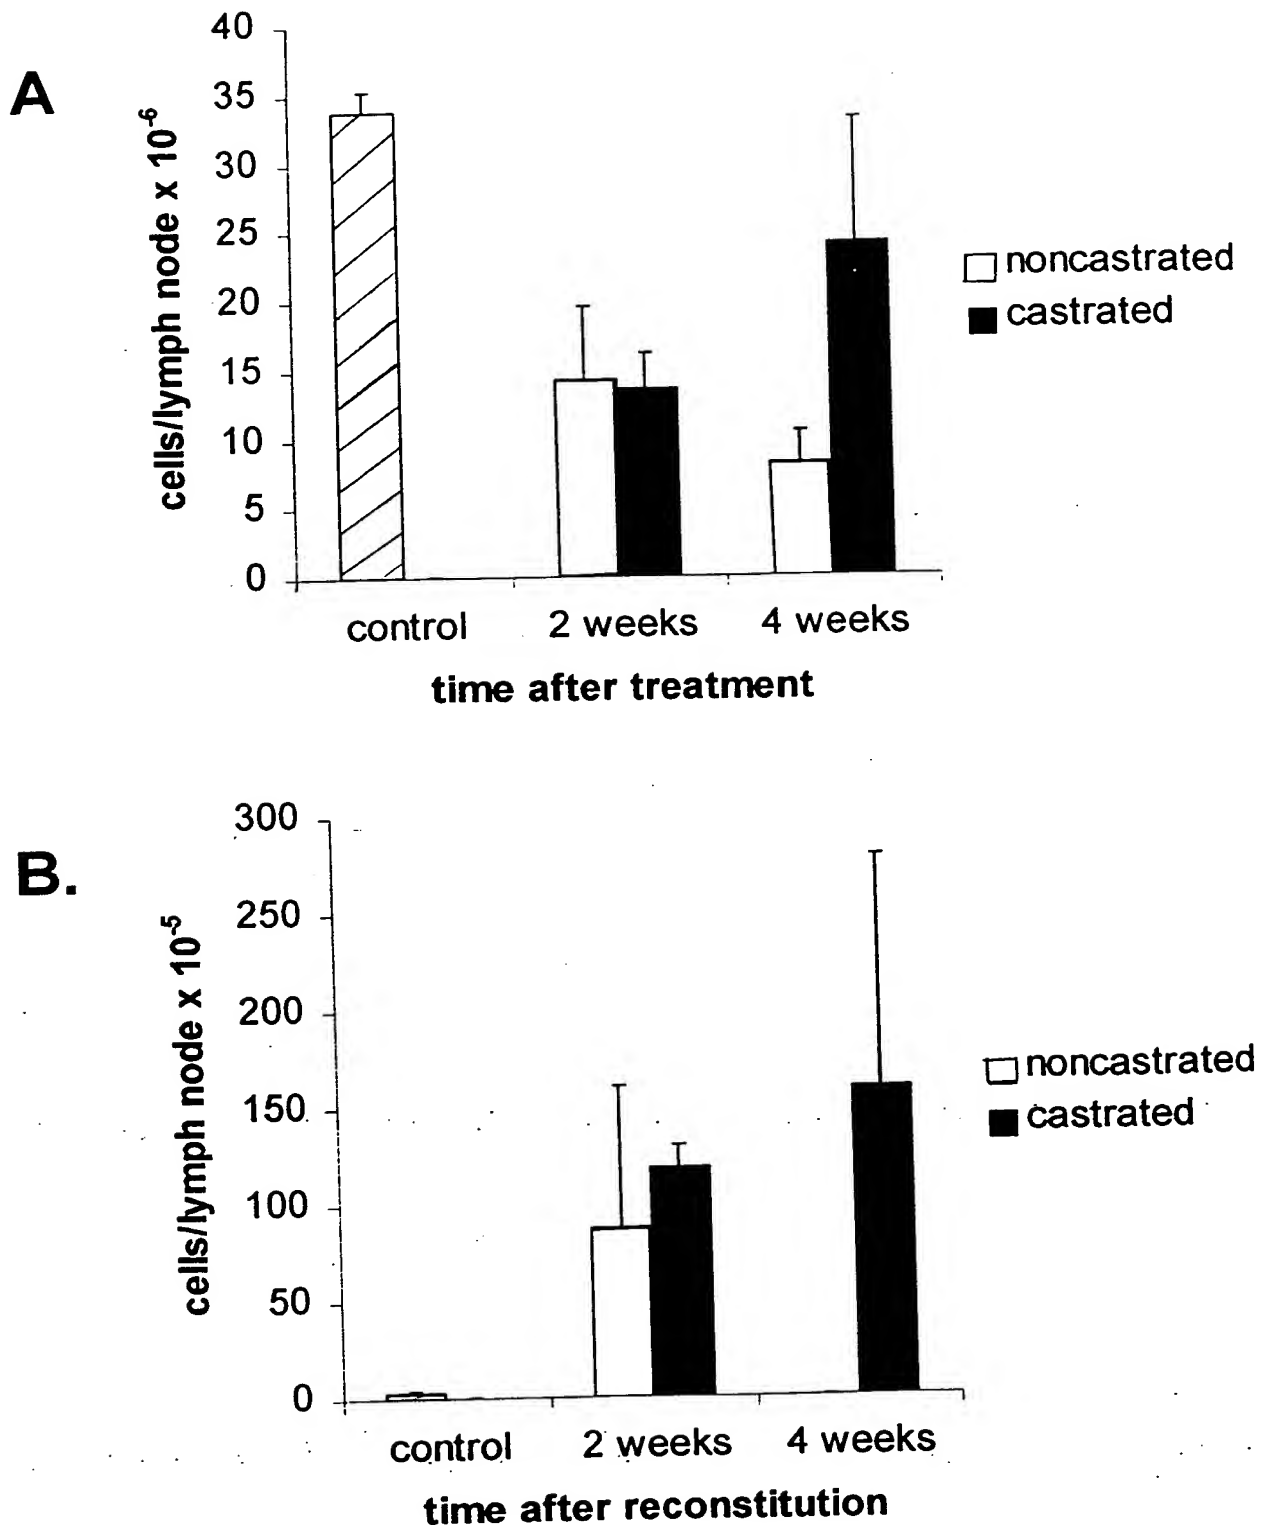 A
40
35
30
25
20
15
10
5
0
cells/lymph node x 10-6
noncastrated
castrated
control 2 weeks 4 weeks
time after treatment
B.
300
250
200
150
100
50
0
cells/lymph node x 10-5
noncastrated
castrated
control 2 weeks 4 weeks
time after reconstitution